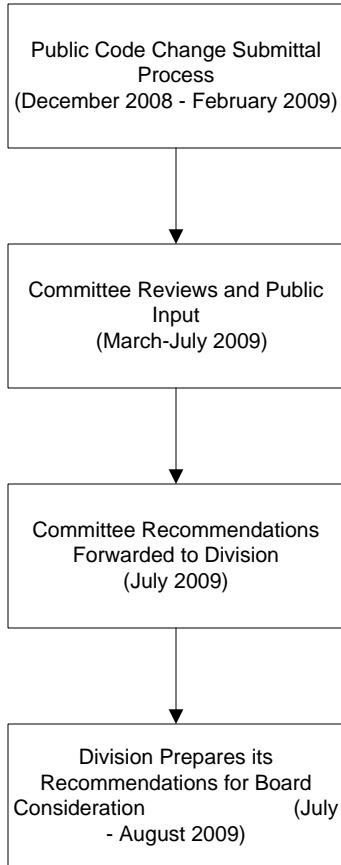 Public Code Change Submittal
Process
(December 2008 - February 2009)
Committee Reviews and Public
Input
(March-July 2009)
Committee Recommendations
Forwarded to Division
(July 2009)
Division Prepares its
Recommendations for Board
Consideration (July
- August 2009)